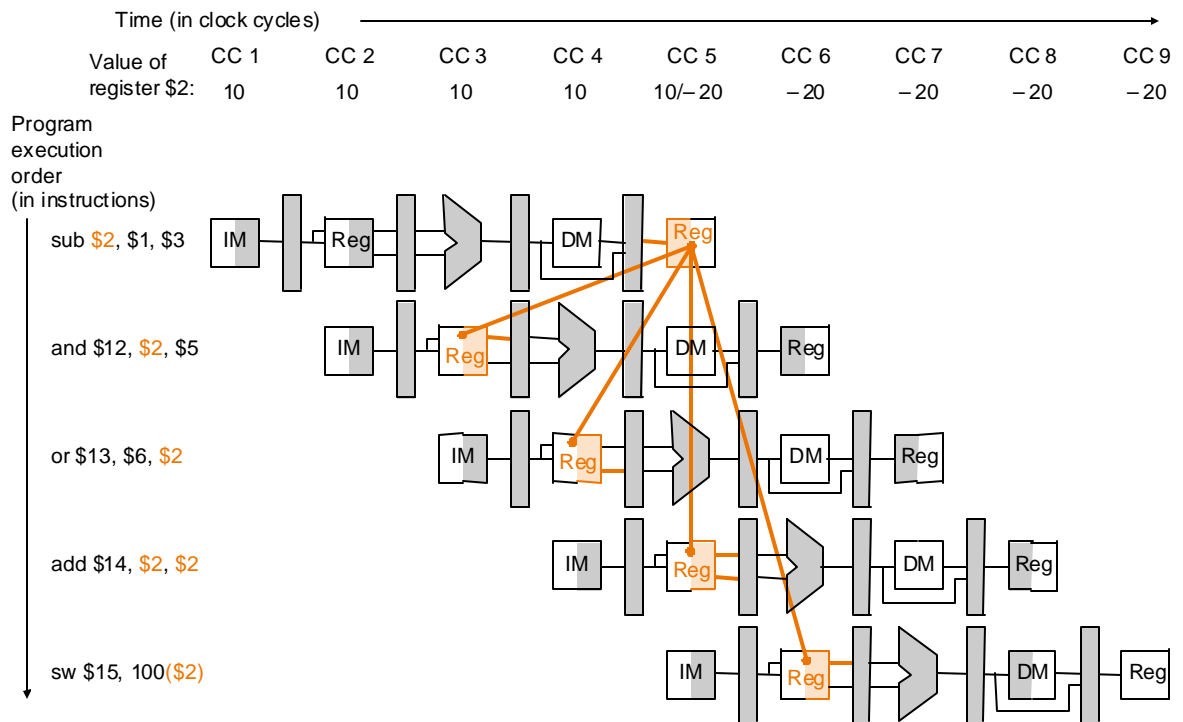 Time (in clock cycles)
CC 1 CC 2 CC 3 CC 4 CC 5 CC 6 CC 7 CC 8 CC 9
Value of
register $2:
10 10 10 10 10/–20 –20 –20 –20 –20
Program
execution
order
(in instructions)
sub $2, $1, $3
IM Reg DM Reg
and $12, $2, $5
IM Reg DM Reg
or $13, $6, $2
IM Reg DM Reg
add $14, $2, $2
IM Reg DM Reg
sw $15, 100($2)
IM Reg DM Reg